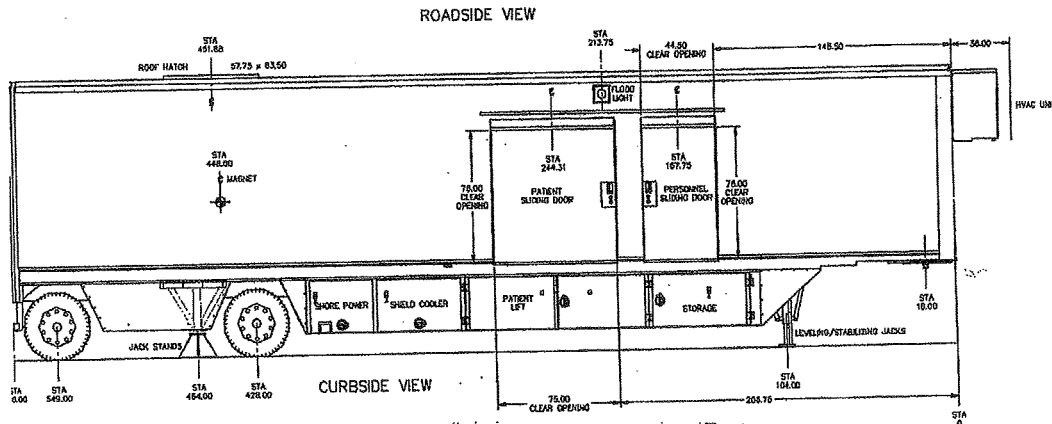 ROADSIDE VIEW
STA
451.88
ROOF HATCH 57.75 x 63.50
STA
213.75
44.50
CLEAR OPENING
148.50
36.00
FLOOD
LIGHT
HVAC UNI
STA
448.00
MAGNET
STA
244.31
STA
167.75
76.00
CLEAR
OPENING
PATIENT
SLIDING DOOR
PERSONNEL
SLIDING DOOR
76.00
CLEAR
OPENING
SHORE POWER
SHIELD COOLER
PATIENT
LIFT
STORAGE
STA
10.00
JACK STANDS
LEVELING/STABILIZING JACKS
STA
549.00
STA
464.00
STA
428.00
CURBSIDE VIEW
STA
104.00
75.00
CLEAR OPENING
STA